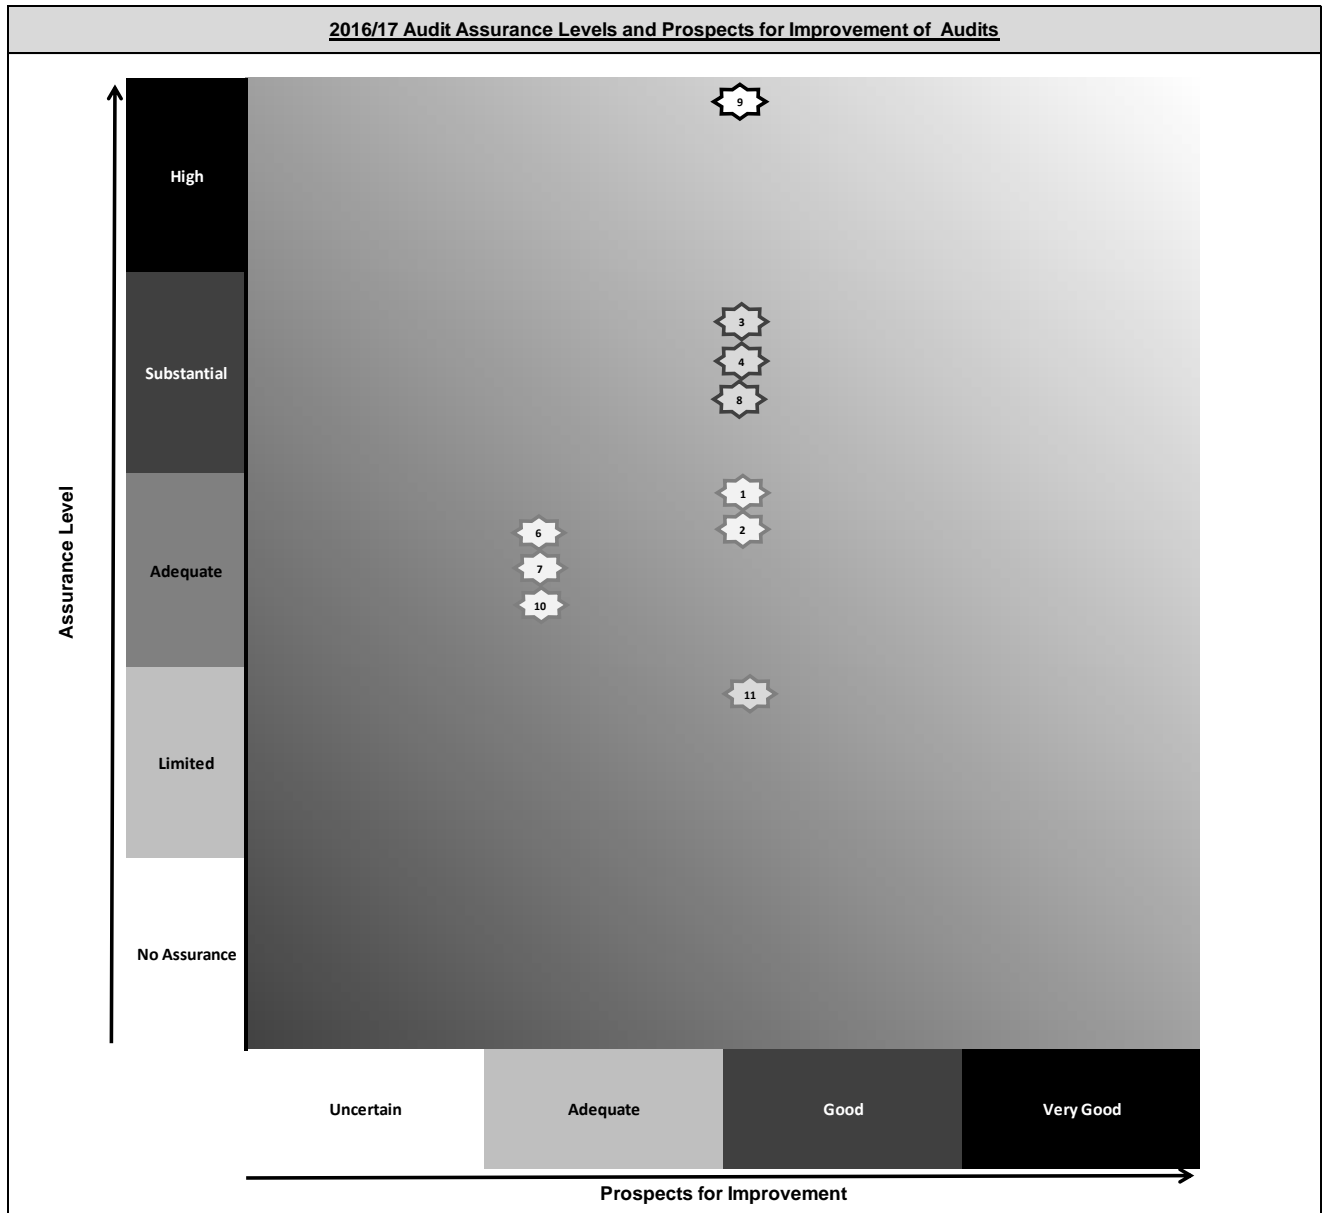 2016/17 Audit Assurance Levels and Prospects for Improvement of Audits
9
High
3
4
Substantial
8
1
2
6
7
Adequate
10
11
Limited
No Assurance
Assurance Level
Uncertain
Adequate
Good
Very Good
Prospects for Improvement